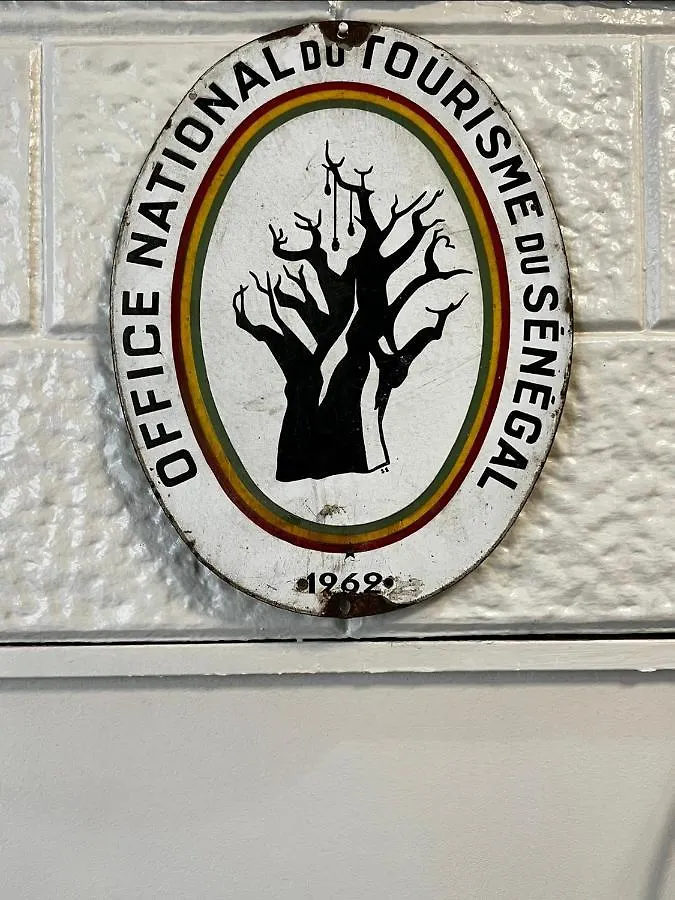 OFFICE NATIONAL DU TOURISME DU SÉNÉGAL
1962